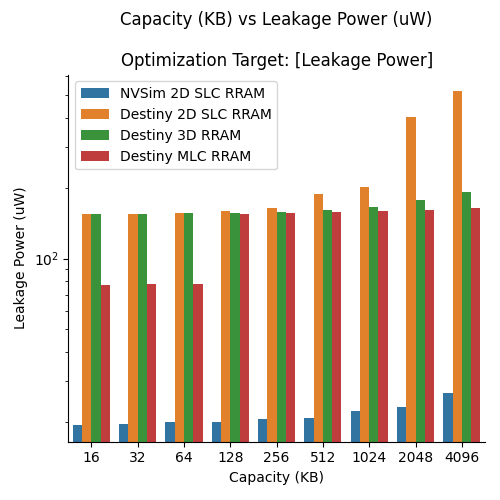 Capacity (KB) vs Leakage Power (uW)
Optimization Target: [Leakage Power]
NVSim 2D SLC RRAM
Destiny 2D SLC RRAM
Destiny 3D RRAM
Destiny MLC RRAM
Leakage Power (uW)
10²
16 32 64 128 256 512 1024 2048 4096
Capacity (KB)